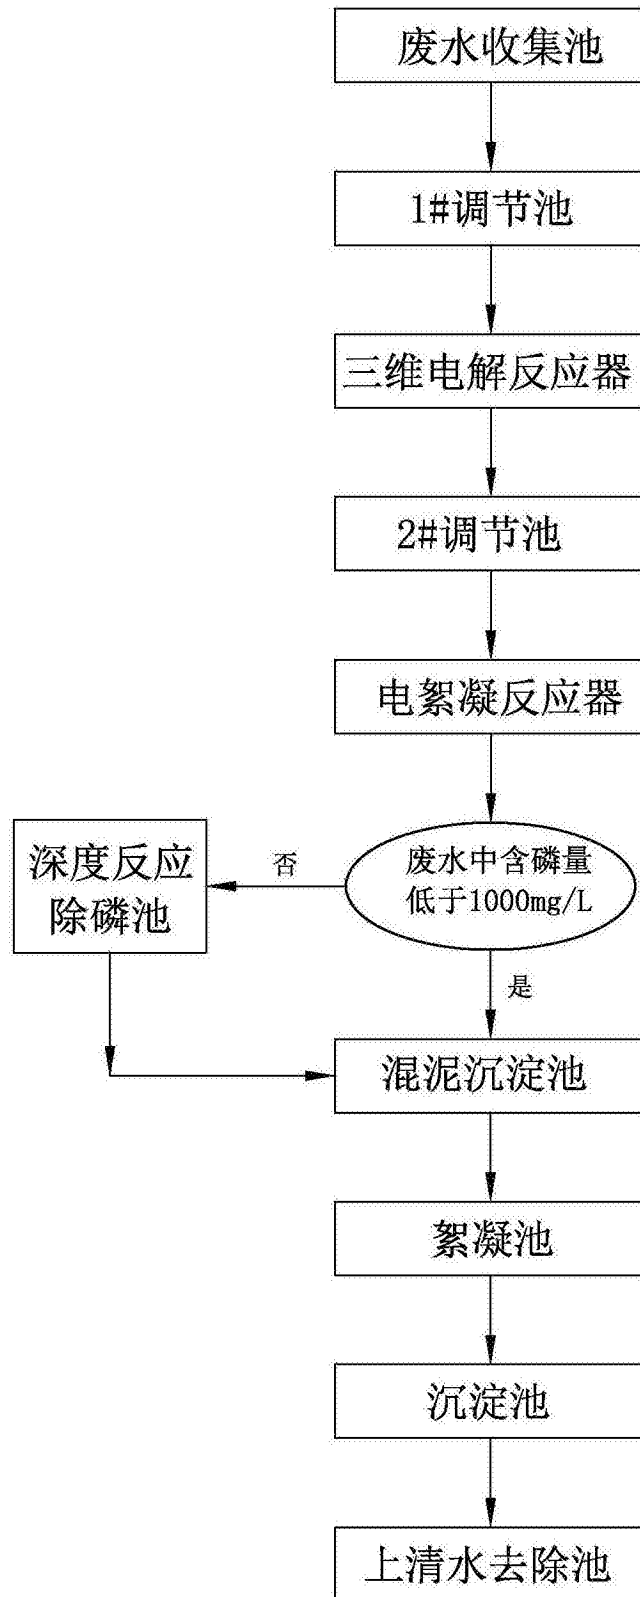 废水收集池
1#调节池
三维电解反应器
2#调节池
电絮凝反应器
废水中含磷量
低于1000mg/L
否
深度反应
除磷池
是
混泥沉淀池
絮凝池
沉淀池
上清水去除池